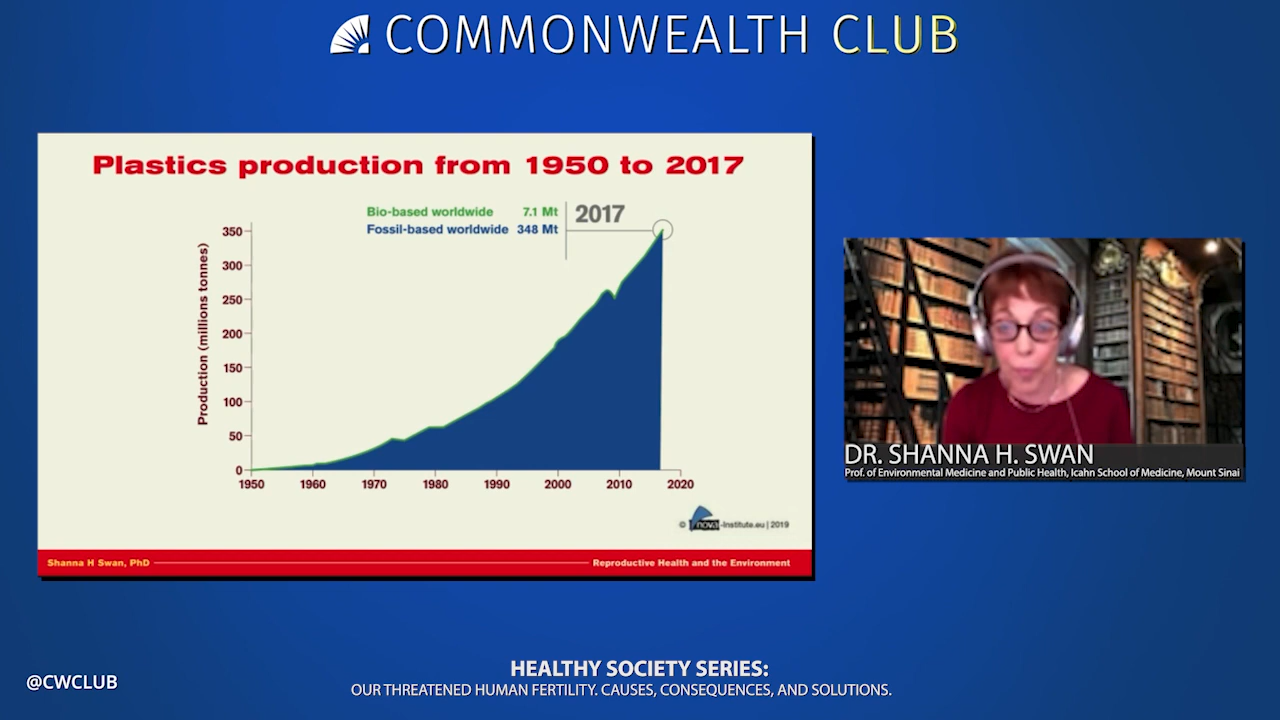 COMMONWEALTH CLUB
Plastics production from 1950 to 2017
Bio-based worldwide 7.1 Mt
Fossil-based worldwide 348 Mt
2017
Production (millions tonnes)
350
300
250
200
150
100
50
0
1950 1960 1970 1980 1990 2000 2010 2020
© nova-Institute.eu | 2019
Shanna H Swan, PhD
Reproductive Health and the Environment
DR. SHANNA H. SWAN
Prof. of Environmental Medicine and Public Health, Icahn School of Medicine, Mount Sinai
@CWCLUB
HEALTHY SOCIETY SERIES:
OUR THREATENED HUMAN FERTILITY. CAUSES, CONSEQUENCES, AND SOLUTIONS.